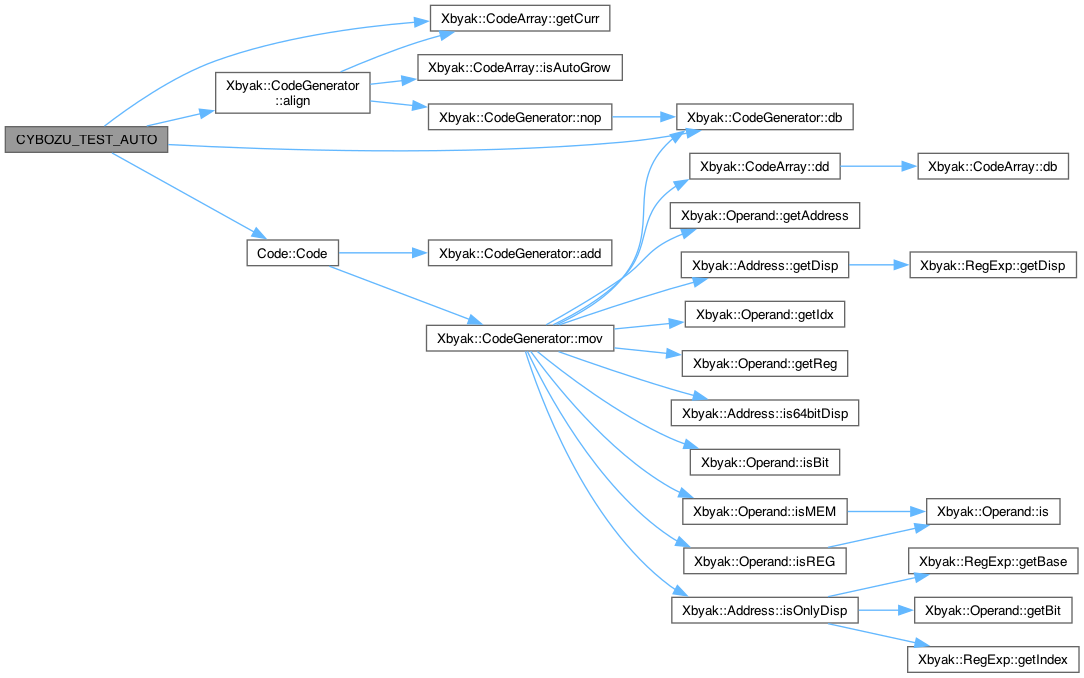 Xbyak::CodeArray::getCurr
Xbyak::CodeArray::isAutoGrow
Xbyak::CodeGenerator
::align
Xbyak::CodeGenerator::nop
Xbyak::CodeGenerator::db
CYBOZU_TEST_AUTO
Xbyak::CodeArray::dd
Xbyak::CodeArray::db
Xbyak::Operand::getAddress
Code::Code
Xbyak::CodeGenerator::add
Xbyak::Address::getDisp
Xbyak::RegExp::getDisp
Xbyak::Operand::getIdx
Xbyak::CodeGenerator::mov
Xbyak::Operand::getReg
Xbyak::Address::is64bitDisp
Xbyak::Operand::isBit
Xbyak::Operand::isMEM
Xbyak::Operand::is
Xbyak::Operand::isREG
Xbyak::RegExp::getBase
Xbyak::Address::isOnlyDisp
Xbyak::Operand::getBit
Xbyak::RegExp::getIndex